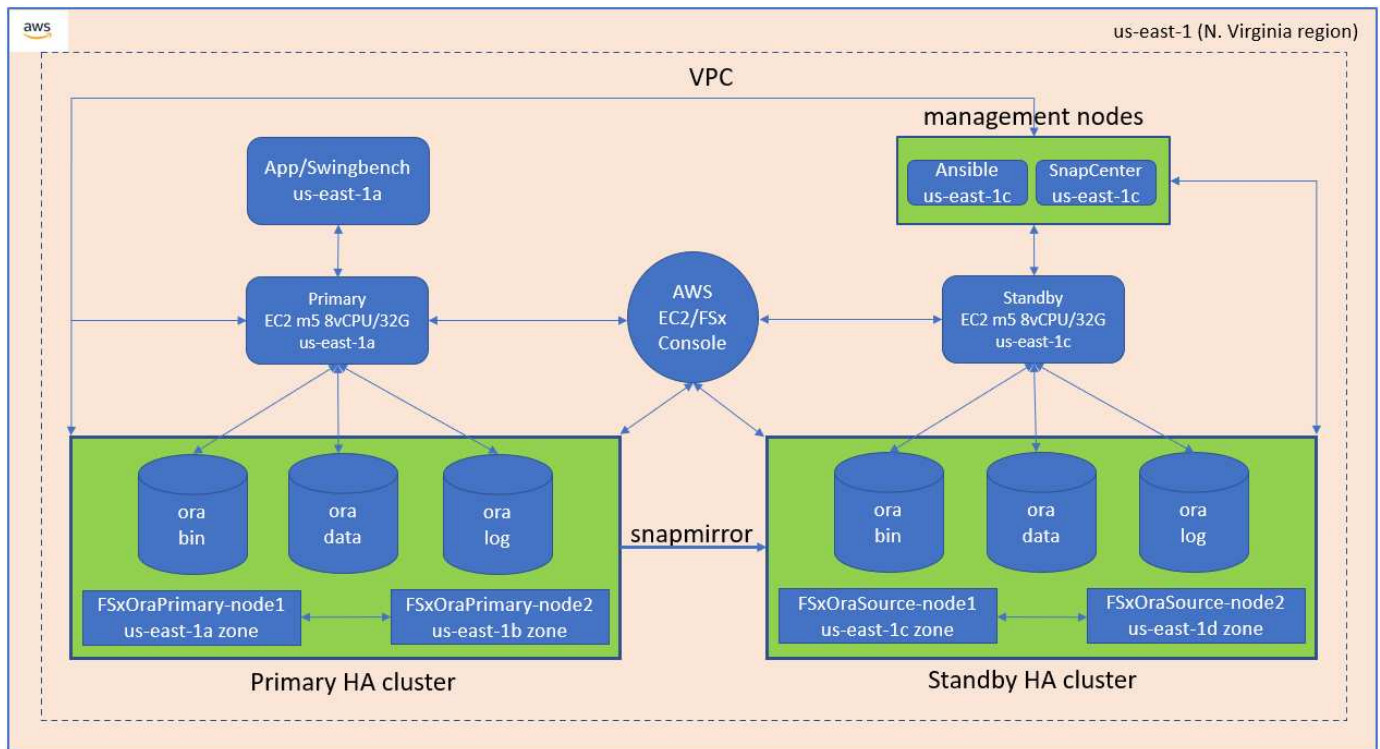 aws
us-east-1 (N. Virginia region)
VPC
management nodes
App/Swingbench
us-east-1a
Ansible
us-east-1c
SnapCenter
us-east-1c
Primary
EC2 m5 8vCPU/32G
us-east-1a
AWS
EC2/FSx
Console
Standby
EC2 m5 8vCPU/32G
us-east-1c
ora
bin
ora
data
ora
log
snapmirror
ora
bin
ora
data
ora
log
FSxOraPrimary-node1
us-east-1a zone
FSxOraPrimary-node2
us-east-1b zone
FSxOraSource-node1
us-east-1c zone
FSxOraSource-node2
us-east-1d zone
Primary HA cluster
Standby HA cluster